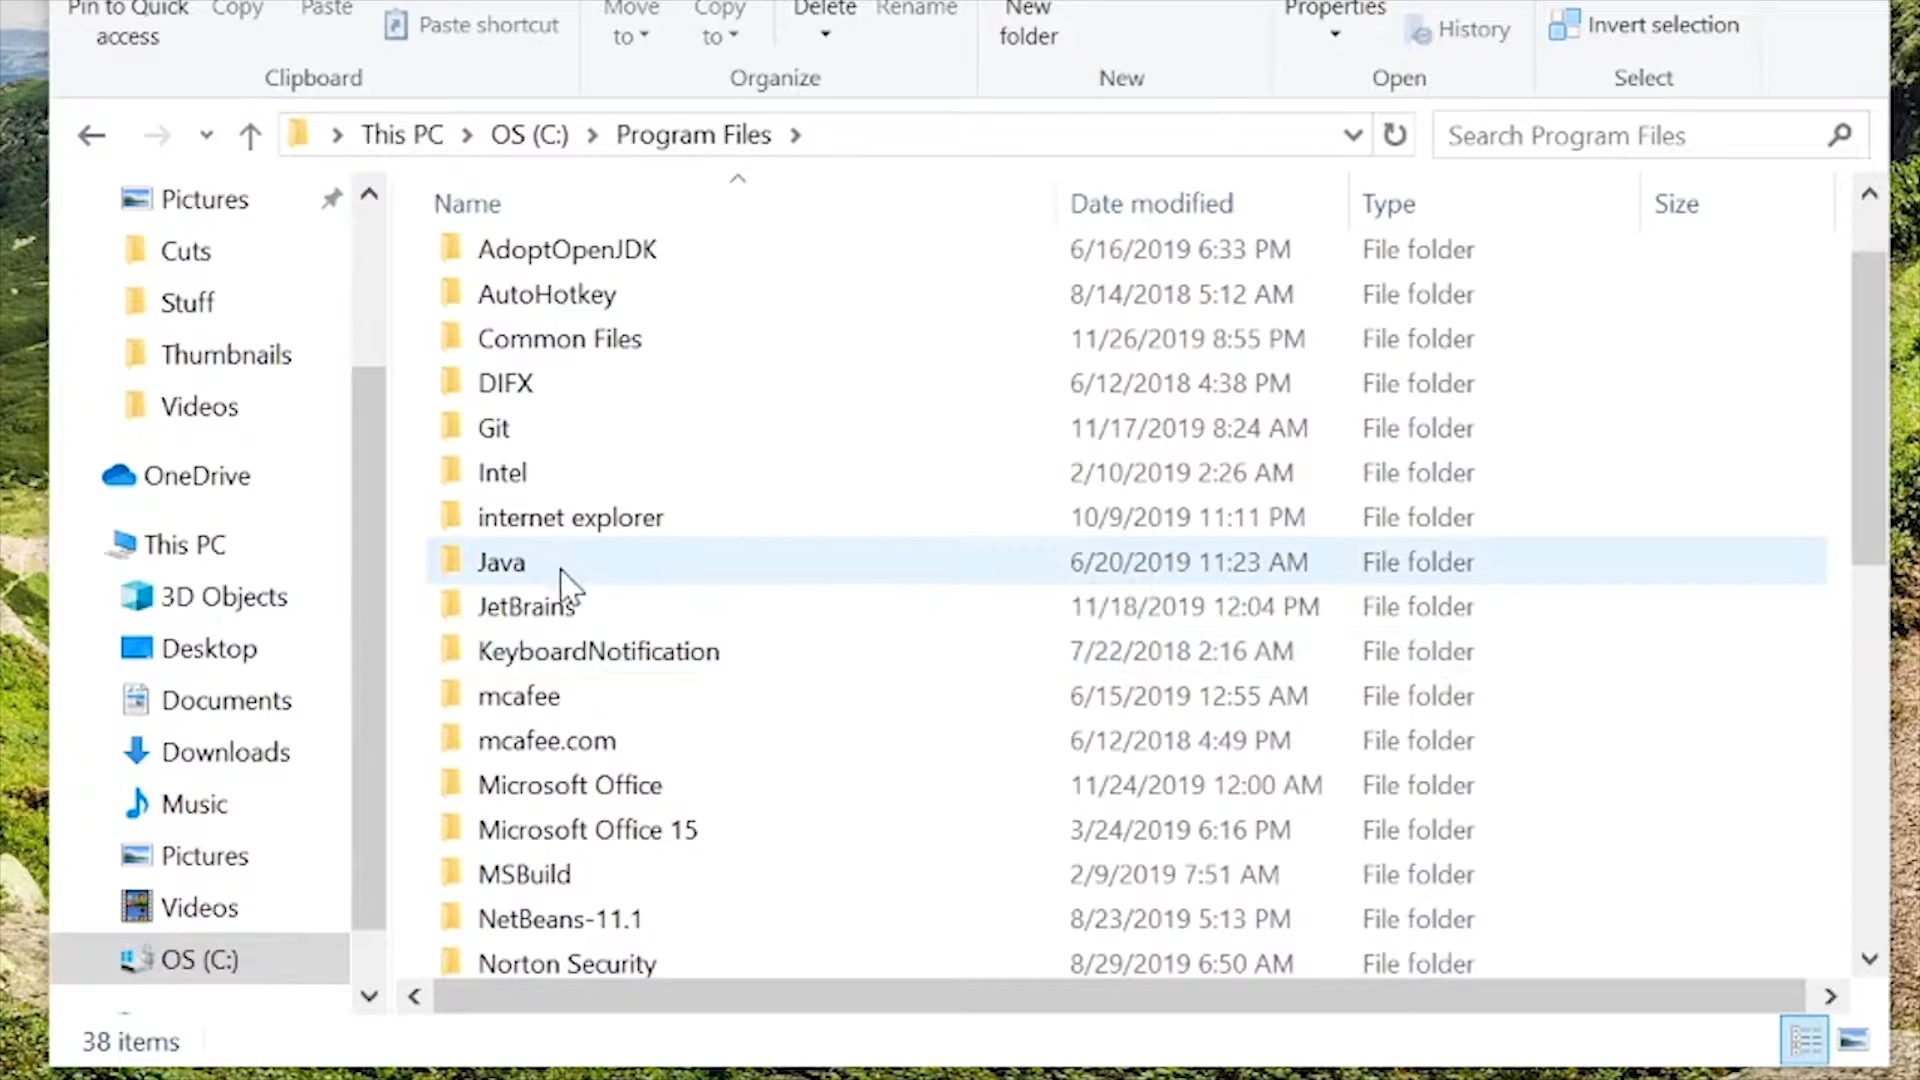 Pin to Quick access
Copy
Paste
Paste shortcut
Clipboard
Move to
Copy to
Delete
Rename
Organize
New folder
New
Properties
History
Open
Invert selection
Select
This PC
OS (C:)
Program Files
Search Program Files
Pictures
Cuts
Stuff
Thumbnails
Videos
OneDrive
This PC
3D Objects
Desktop
Documents
Downloads
Music
Pictures
Videos
OS (C:)
Name Date modified Type Size
AdoptOpenJDK 6/16/2019 6:33 PM File folder
AutoHotkey 8/14/2018 5:12 AM File folder
Common Files 11/26/2019 8:55 PM File folder
DIFX 6/12/2018 4:38 PM File folder
Git 11/17/2019 8:24 AM File folder
Intel 2/10/2019 2:26 AM File folder
internet explorer 10/9/2019 11:11 PM File folder
Java 6/20/2019 11:23 AM File folder
JetBrains 11/18/2019 12:04 PM File folder
KeyboardNotification 7/22/2018 2:16 AM File folder
mcafee 6/15/2019 12:55 AM File folder
mcafee.com 6/12/2018 4:49 PM File folder
Microsoft Office 11/24/2019 12:00 AM File folder
Microsoft Office 15 3/24/2019 6:16 PM File folder
MSBuild 2/9/2019 7:51 AM File folder
NetBeans-11.1 8/23/2019 5:13 PM File folder
Norton Security 8/29/2019 6:50 AM File folder
38 items